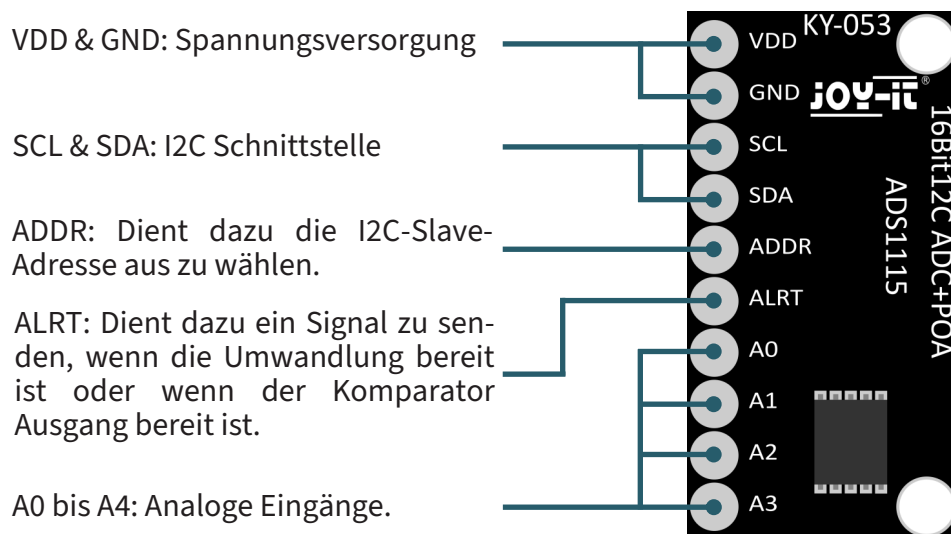 VDD & GND: Spannungsversorgung
SCL & SDA: I2C Schnittstelle
ADDR: Dient dazu die I2C-Slave-
Adresse aus zu wählen.
ALRT: Dient dazu ein Signal zu sen-
den, wenn die Umwandlung bereit
ist oder wenn der Komparator
Ausgang bereit ist.
A0 bis A4: Analoge Eingänge.
KY-053
VDD
GND
JOY-iT®
SCL
SDA
ADDR
ALRT
A0
A1
A2
A3
16Bit12C ADC+POA
ADS1115